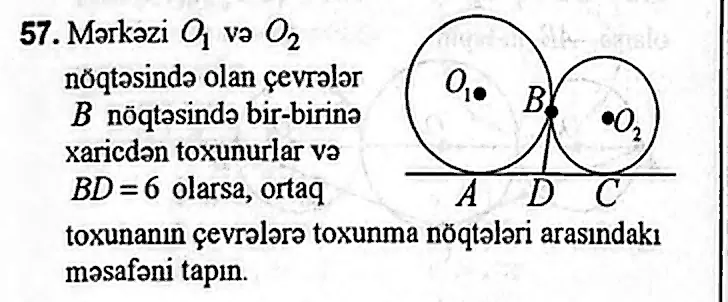 57. Mərkəzi O₁ və O₂
nöqtəsində olan çevrələr
B nöqtəsində bir-birinə
xaricdən toxunurlar və
BD = 6 olarsa, ortaq
toxunanın çevrələrə toxunma nöqtələri arasındakı
məsafəni tapın.
O₁
B
O₂
A D C